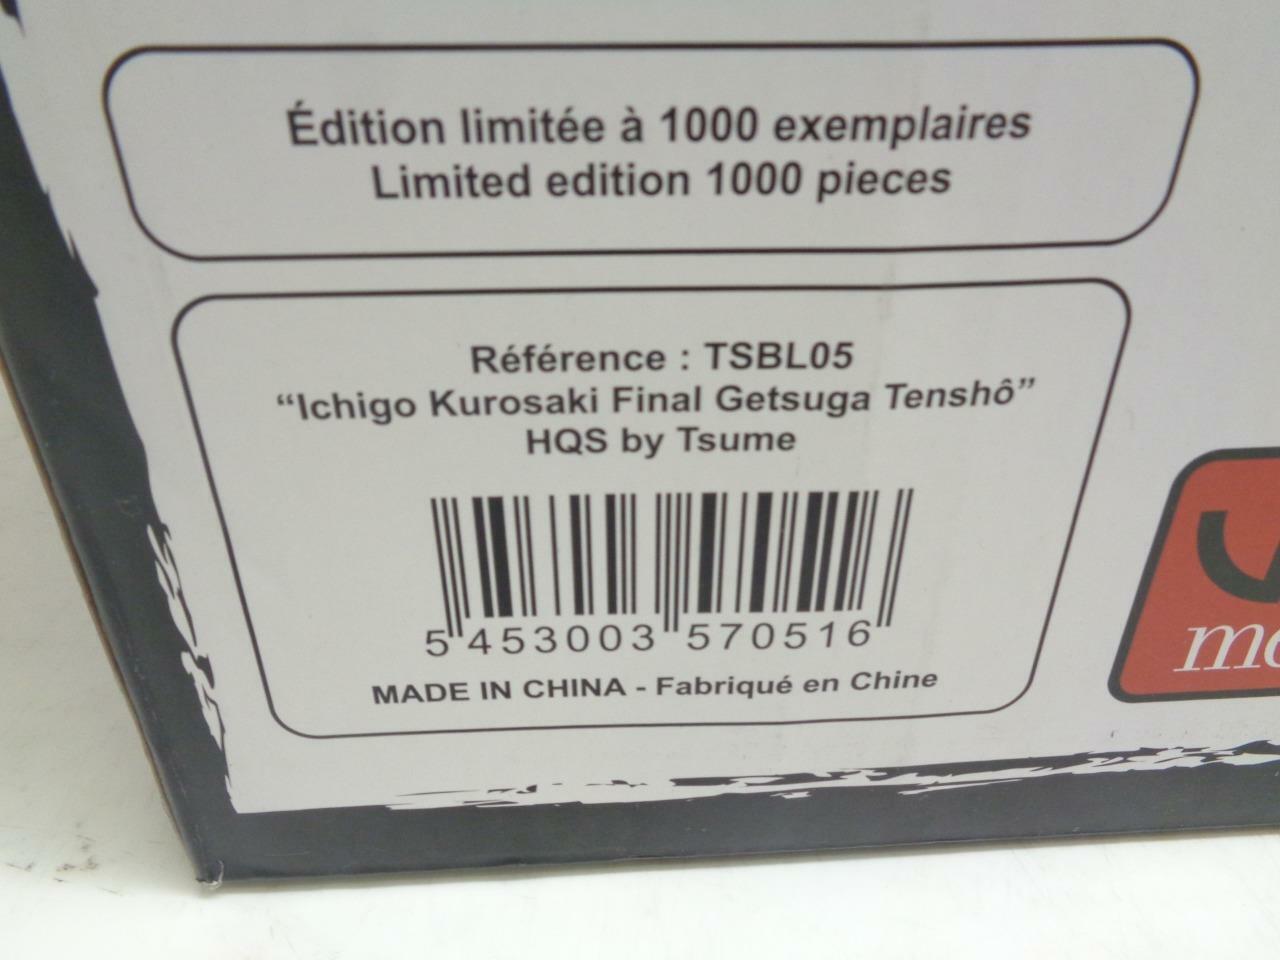 Édition limitée à 1000 exemplaires
Limited edition 1000 pieces
Référence : TSBL05
“Ichigo Kurosaki Final Getsuga Tenshô”
HQS by Tsume
5 453003 570516
MADE IN CHINA - Fabriqué en Chine